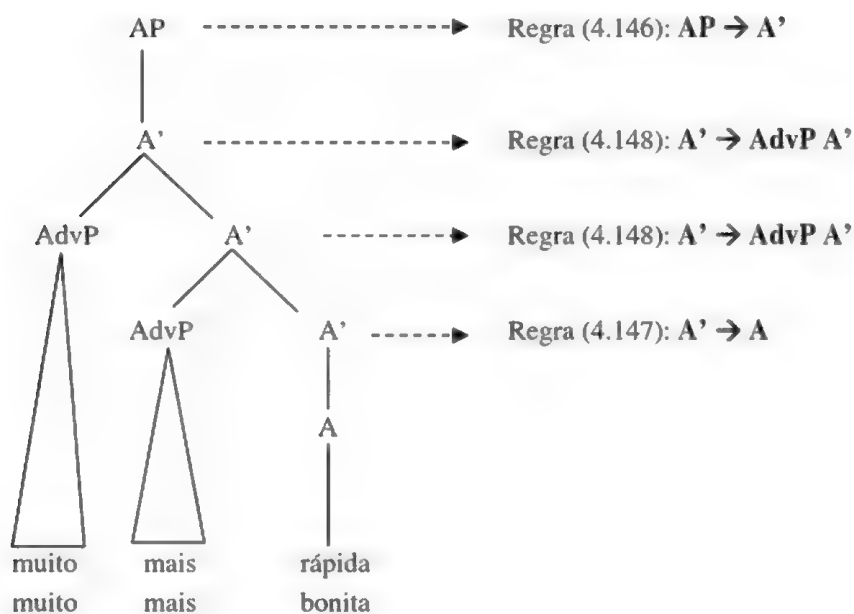 AP Regra (4.146): AP → A’
A’ Regra (4.148): A’ → AdvP A’
AdvP A’ Regra (4.148): A’ → AdvP A’
AdvP A’ Regra (4.147): A’ → A
A
muito mais rápida
muito mais bonita